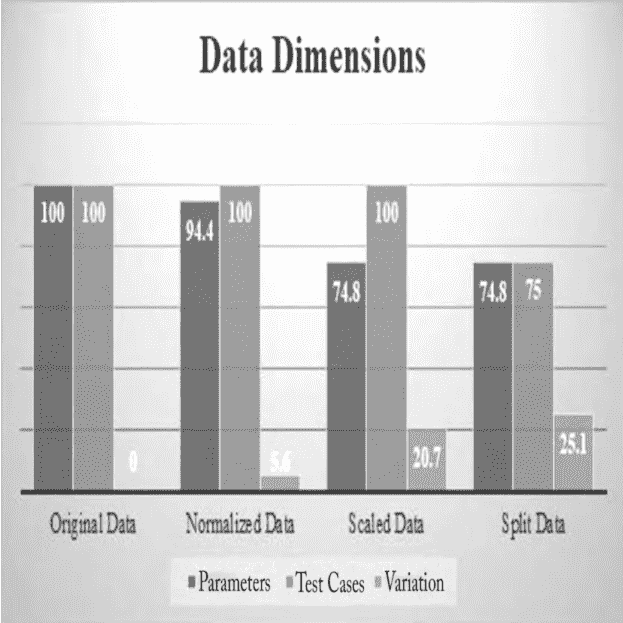 Data Dimensions
100 100 0 94.4 100 5.6 74.8 100 20.7 74.8 75 25.1
Original Data Normalized Data Scaled Data Split Data
Parameters Test Cases Variation